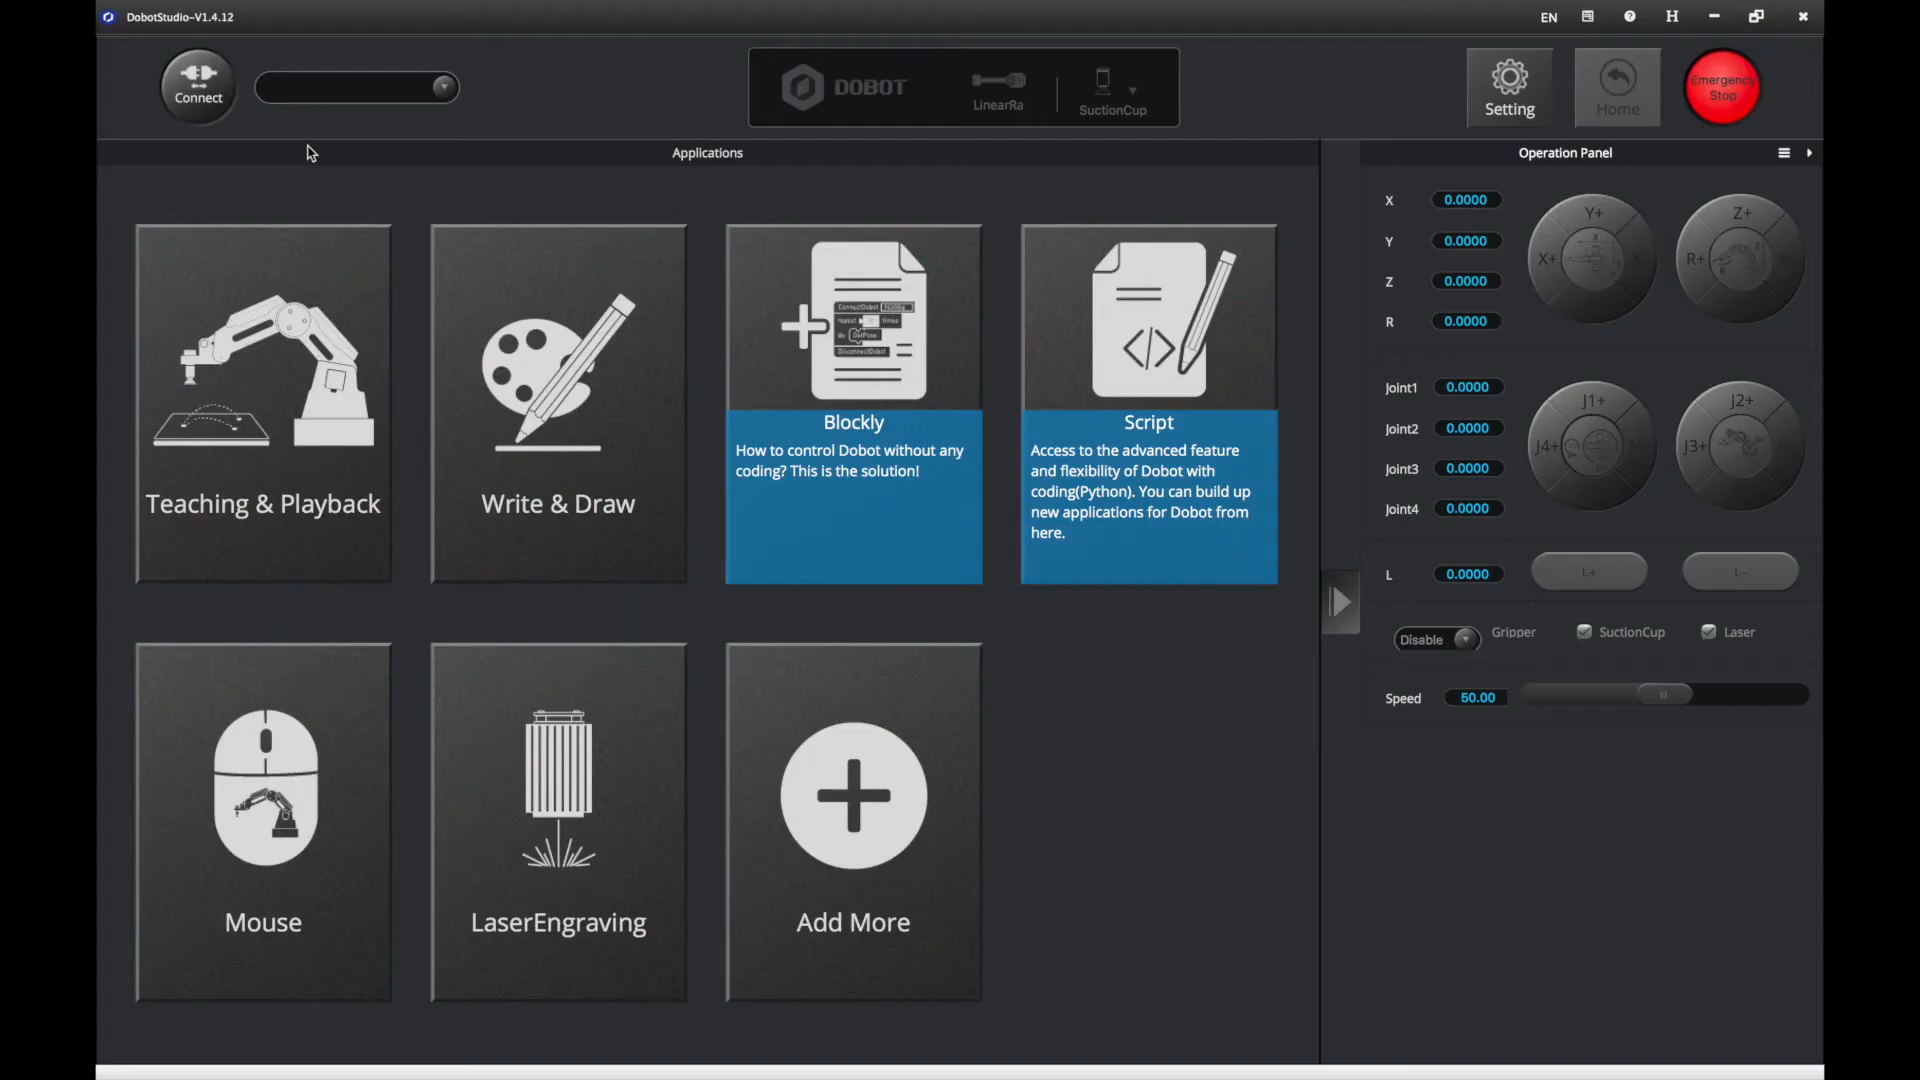 DobotStudio-V1.4.12
EN
H
Connect
DOBOT
LinearRa
SuctionCup
Setting
Home
Emergency
Stop
Applications
Operation Panel
Teaching & Playback
Write & Draw
Blockly
How to control Dobot without any
coding? This is the solution!
Script
Access to the advanced feature
and flexibility of Dobot with
coding(Python). You can build up
new applications for Dobot from
here.
Mouse
LaserEngraving
Add More
X 0.0000
Y 0.0000
Z 0.0000
R 0.0000
Y+
X+
Z+
R+
Joint1 0.0000
Joint2 0.0000
Joint3 0.0000
Joint4 0.0000
J1+
J4+
J2+
J3+
L 0.0000 L+ L-
Disable Gripper SuctionCup Laser
Speed 50.00